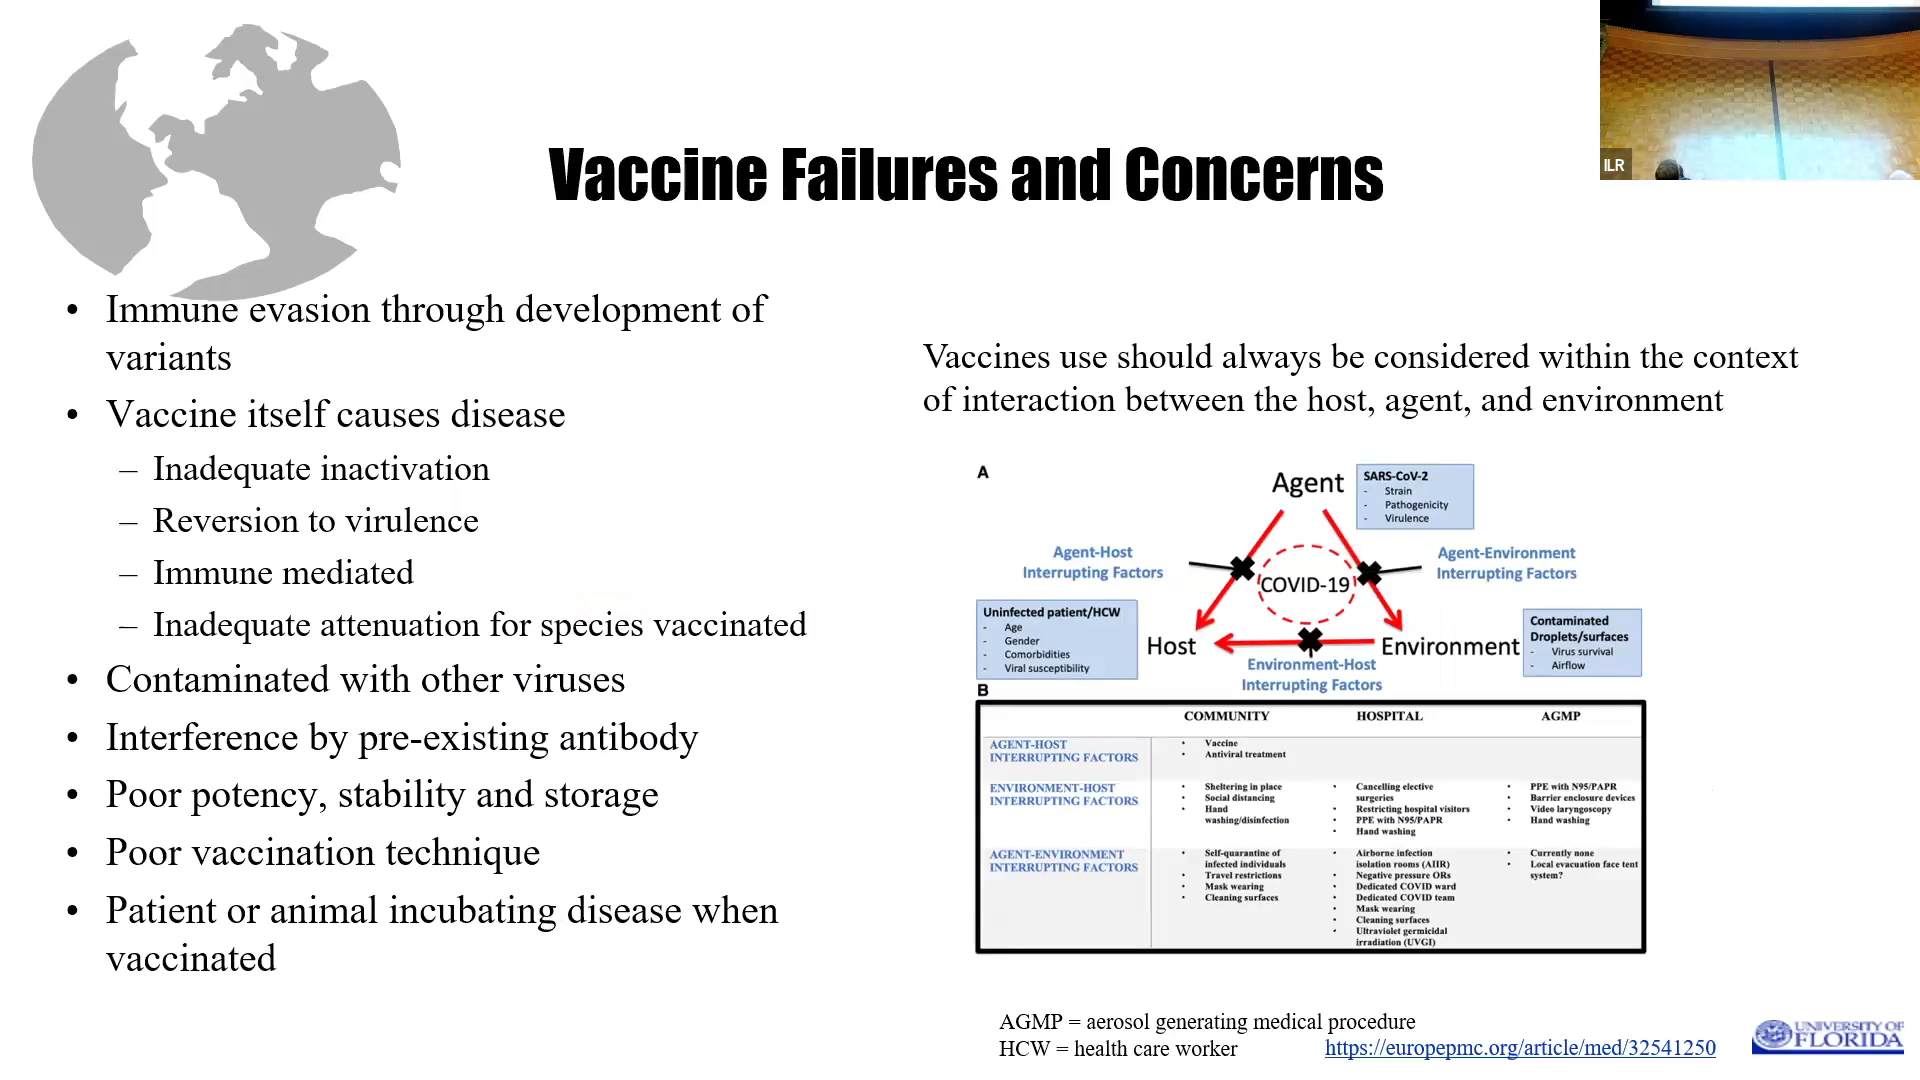 ILR
Vaccine Failures and Concerns
• Immune evasion through development of
variants
• Vaccine itself causes disease
– Inadequate inactivation
– Reversion to virulence
– Immune mediated
– Inadequate attenuation for species vaccinated
• Contaminated with other viruses
• Interference by pre-existing antibody
• Poor potency, stability and storage
• Poor vaccination technique
• Patient or animal incubating disease when
vaccinated
Vaccines use should always be considered within the context
of interaction between the host, agent, and environment
A
Agent
SARS-CoV-2
- Strain
- Pathogenicity
- Virulence
Agent-Host
Interrupting Factors
COVID-19
Agent-Environment
Interrupting Factors
Uninfected patient/HCW
- Age
- Gender
- Comorbidities
- Viral susceptibility
Host
Environment
Contaminated
Droplets/surfaces
- Virus survival
- Airflow
Environment-Host
Interrupting Factors
B
COMMUNITY HOSPITAL AGMP
AGENT-HOST
INTERRUPTING FACTORS
• Vaccine
• Antiviral treatment
ENVIRONMENT-HOST
INTERRUPTING FACTORS
• Sheltering in place
• Social distancing
• Hand
washing/disinfection
• Cancelling elective
surgeries
• Restricting hospital visitors
• PPE with N95/PAPR
• Hand washing
• PPE with N95/PAPR
• Barrier enclosure devices
• Video laryngoscopy
• Hand washing
AGENT-ENVIRONMENT
INTERRUPTING FACTORS
• Self-quarantine of
infected individuals
• Travel restrictions
• Mask wearing
• Cleaning surfaces
• Airborne infection
isolation rooms (AIIR)
• Negative pressure ORs
• Dedicated COVID ward
• Dedicated COVID team
• Mask wearing
• Cleaning surfaces
• Ultraviolet germicidal
irradiation (UVGI)
• Currently none
• Local evacuation face tent
system?
AGMP = aerosol generating medical procedure
HCW = health care worker
https://europepmc.org/article/med/32541250
UNIVERSITY OF
FLORIDA